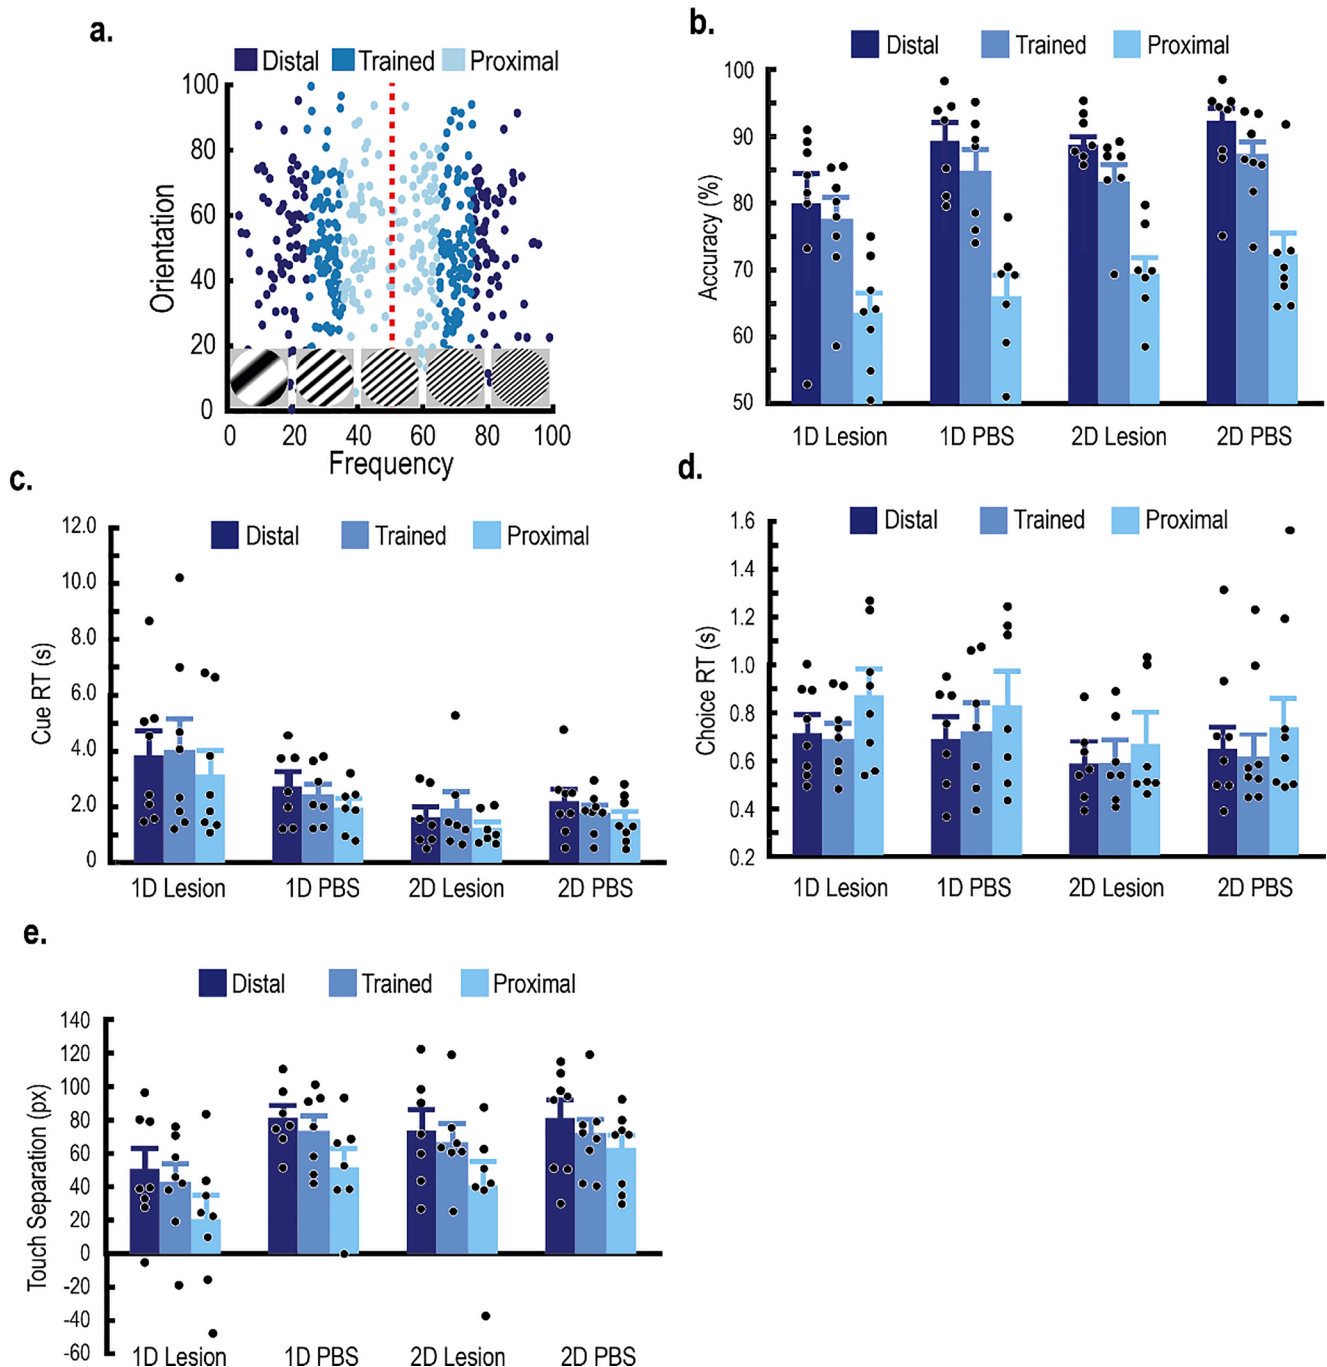 a.
Distal Trained Proximal
100
80
60
40
20
0
Orientation
0 20 40 60 80 100
Frequency
b.
Distal Trained Proximal
100
90
80
70
60
50
Accuracy (%)
1D Lesion 1D PBS 2D Lesion 2D PBS
c.
Distal Trained Proximal
12.0
10.0
8.0
6.0
4.0
2.0
0
Cue RT (s)
1D Lesion 1D PBS 2D Lesion 2D PBS
d.
Distal Trained Proximal
1.6
1.4
1.2
1.0
0.8
0.6
0.4
0.2
Choice RT (s)
1D Lesion 1D PBS 2D Lesion 2D PBS
e.
Distal Trained Proximal
140
120
100
80
60
40
20
0
-20
-40
-60
Touch Separation (px)
1D Lesion 1D PBS 2D Lesion 2D PBS